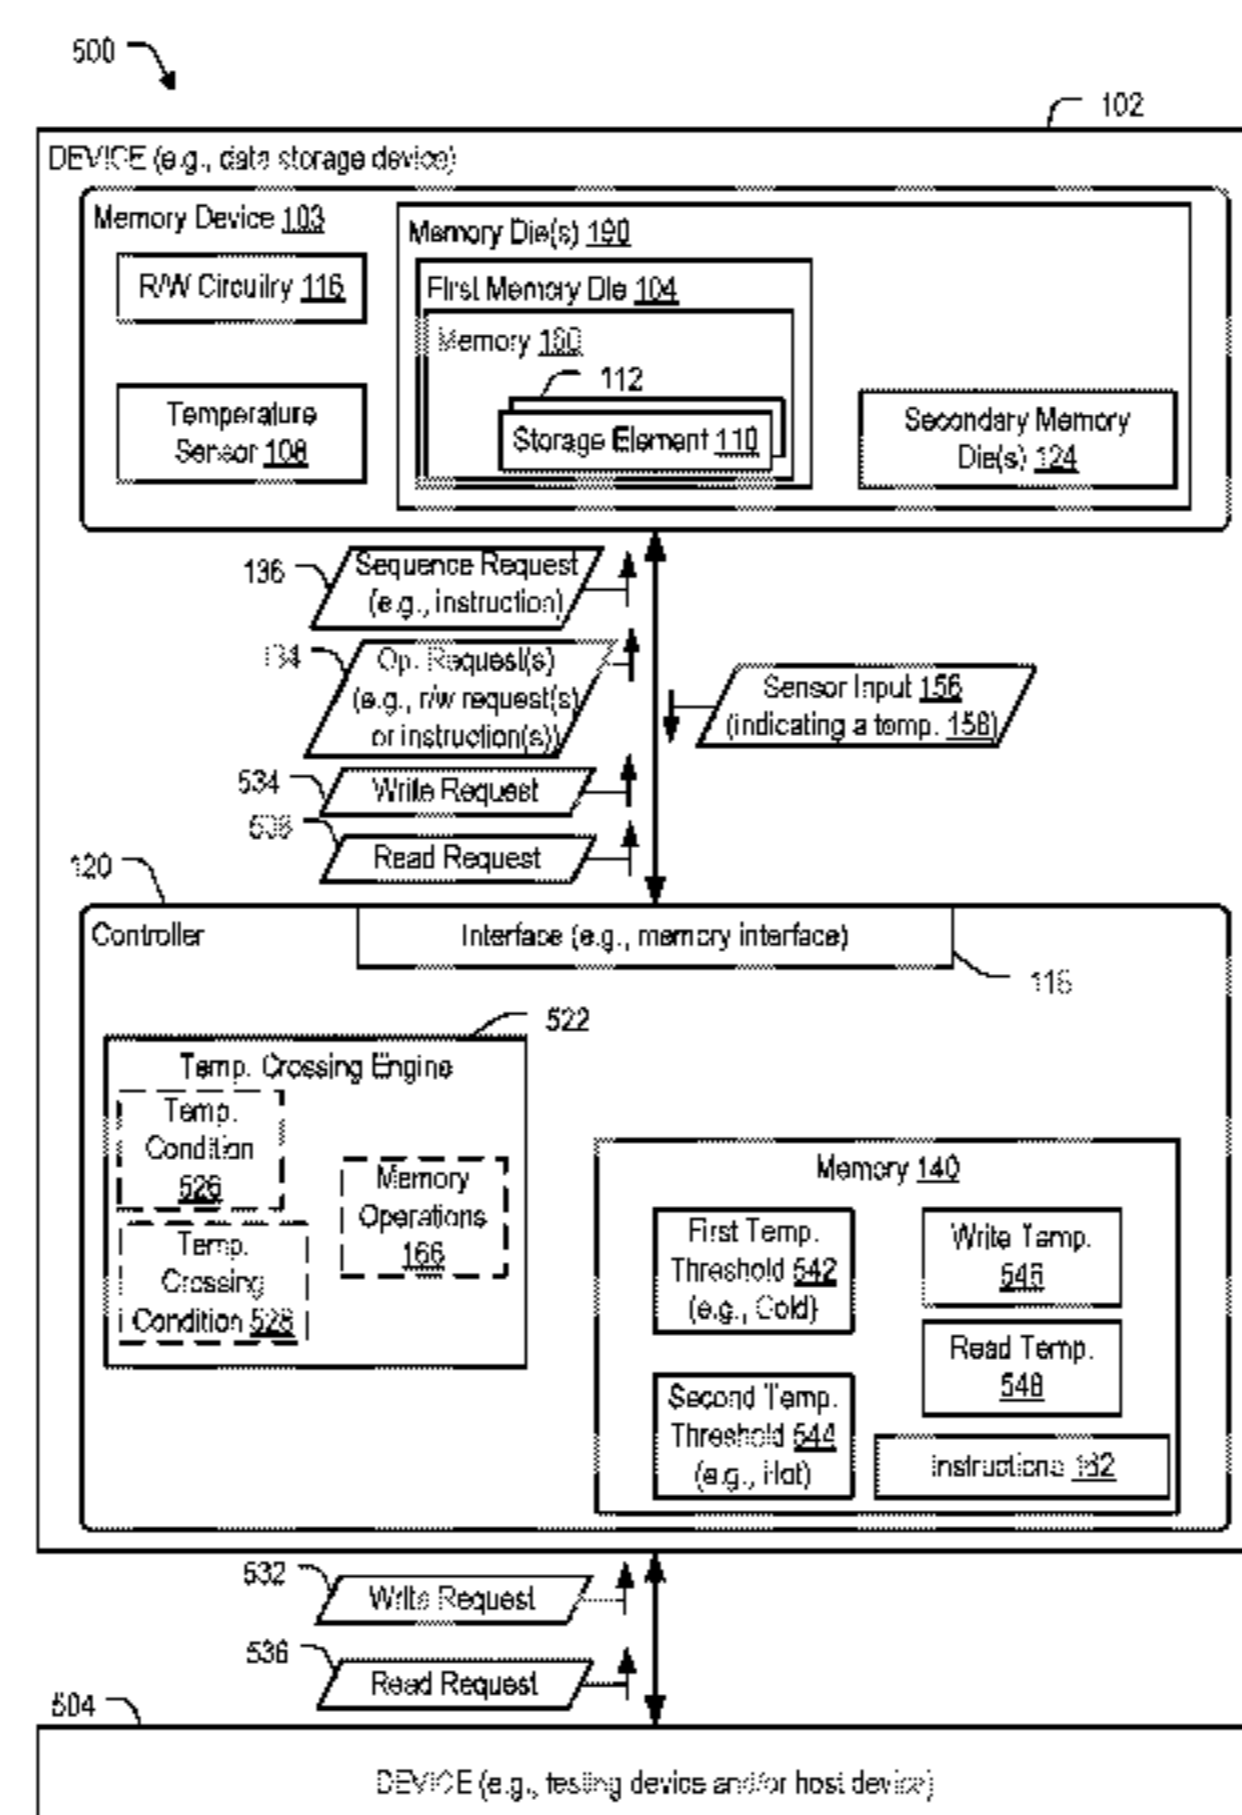 500
102
DEVICE (e.g., data storage device)
Memory Device 103
R/W Circuitry 116
Temperature
Sensor 108
Memory Die(s) 190
First Memory Die 104
Memory 160
112
Storage Element 110
Secondary Memory
Die(s) 124
136
Sequence Request
(e.g., instruction)
134
Op. Request(s)
(e.g., r/w request(s)
or instruction(s))
Sensor Input 156
(indicating a temp. 158)
534
Write Request
538
Read Request
120
Controller
Interface (e.g., memory interface)
522
Temp. Crossing Engine
Temp.
Condition
526
Temp.
Crossing
Condition 528
Memory
Operations
166
Memory 140
First Temp.
Threshold 542
(e.g., Cold)
Second Temp.
Threshold 544
(e.g., Hot)
Write Temp.
546
Read Temp.
548
Instructions 162
532
Write Request
536
Read Request
504
DEVICE (e.g., testing device and/or host device)